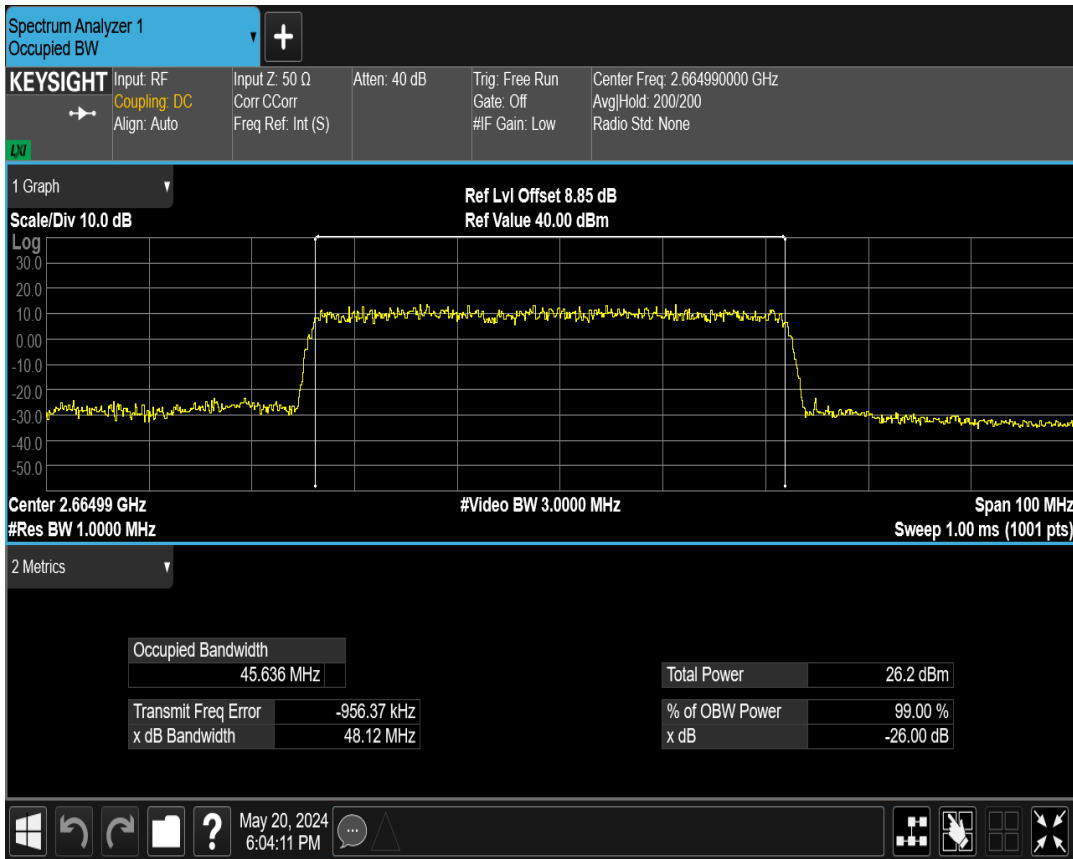 Spectrum Analyzer 1
Occupied BW
+
KEYSIGHT
LXI
Input: RF
Coupling: DC
Align: Auto
Input Z: 50 Ω
Corr CCorr
Freq Ref: Int (S)
Atten: 40 dB
Trig: Free Run
Gate: Off
#IF Gain: Low
Center Freq: 2.664990000 GHz
Avg|Hold: 200/200
Radio Std: None
1 Graph
Scale/Div 10.0 dB
Ref Lvl Offset 8.85 dB
Ref Value 40.00 dBm
Log
30.0
20.0
10.0
0.00
-10.0
-20.0
-30.0
-40.0
-50.0
Center 2.66499 GHz
#Video BW 3.0000 MHz
Span 100 MHz
#Res BW 1.0000 MHz
Sweep 1.00 ms (1001 pts)
2 Metrics
Occupied Bandwidth
45.636 MHz
Total Power 26.2 dBm
Transmit Freq Error -956.37 kHz
% of OBW Power 99.00 %
x dB Bandwidth 48.12 MHz
x dB -26.00 dB
?
May 20, 2024
6:04:11 PM